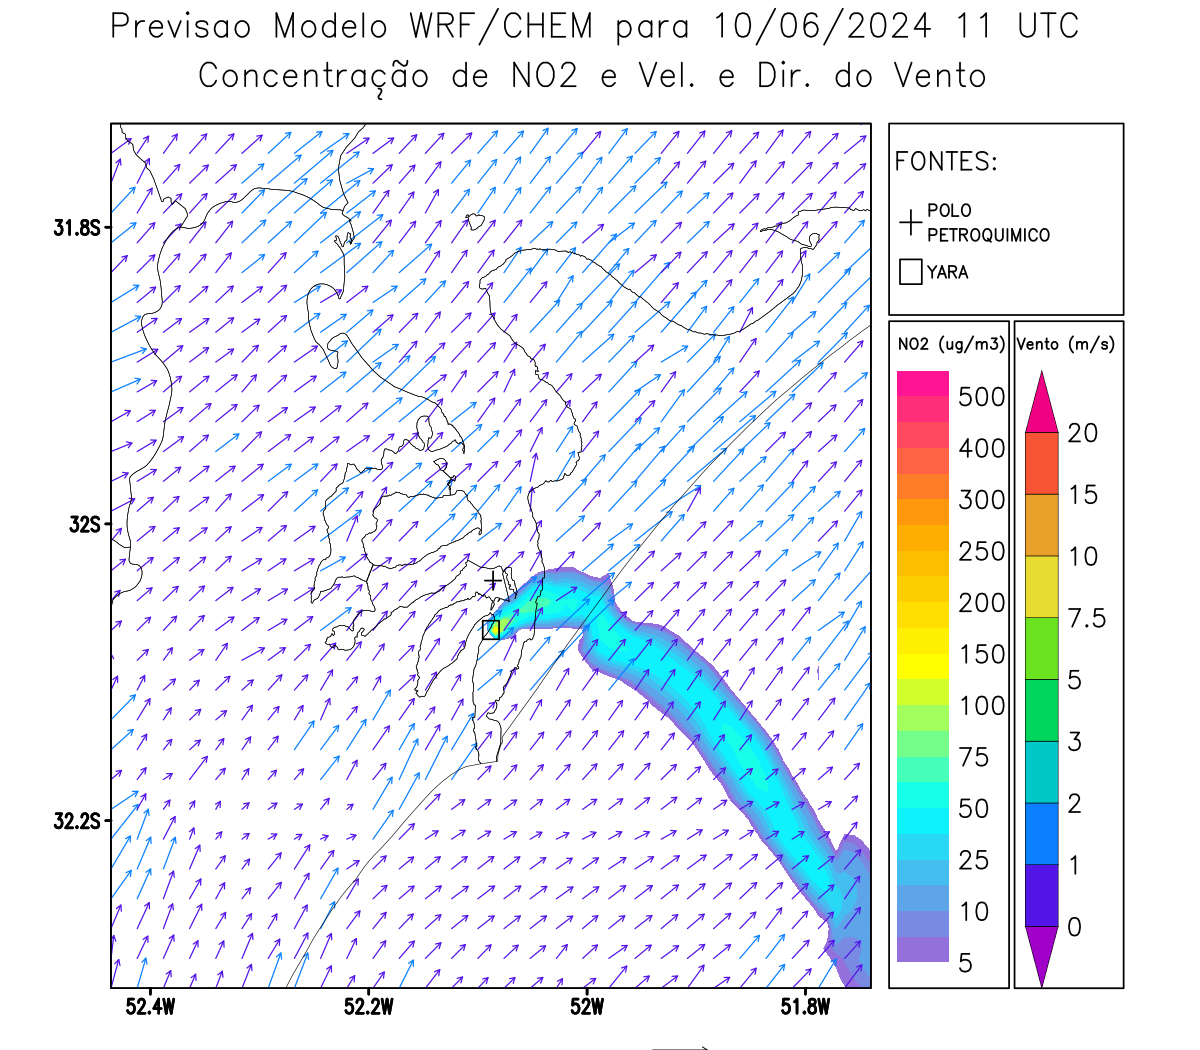 Previsao Modelo WRF/CHEM para 10/06/2024 11 UTC
Concentração de NO2 e Vel. e Dir. do Vento
FONTES:
POLO
PETROQUIMICO
YARA
31.8S
32S
32.2S
52.4W
52.2W
52W
51.8W
NO2 (ug/m3)
500
400
300
250
200
150
100
75
50
25
10
5
Vento (m/s)
20
15
10
7.5
5
3
2
1
0